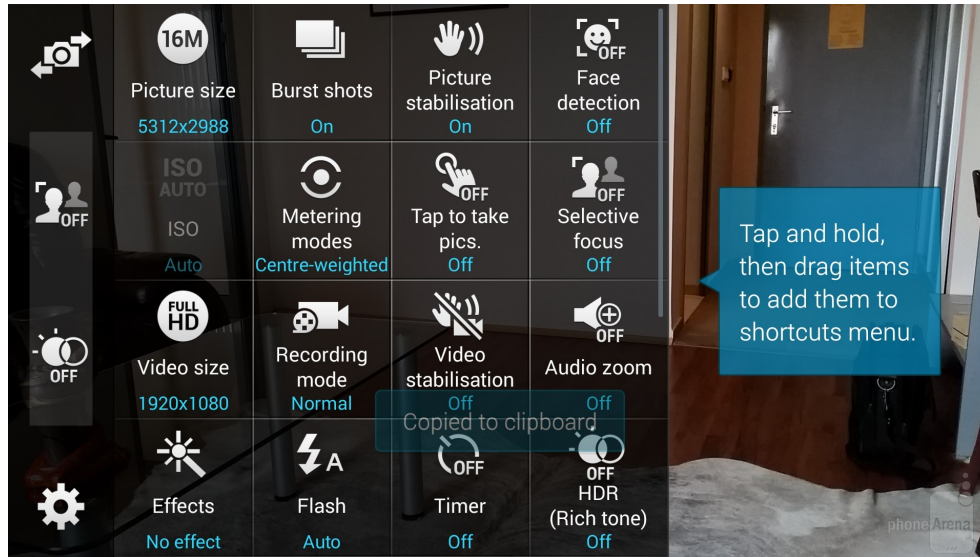 16M
Picture size
5312x2988
Burst shots
On
Picture
stabilisation
On
OFF
Face
detection
Off
OFF
ISO
AUTO
ISO
Auto
Metering
modes
Centre-weighted
OFF
Tap to take
pics.
Off
OFF
Selective
focus
Off
FULL
HD
Video size
1920x1080
Recording
mode
Normal
Video
stabilisation
Off
OFF
Audio zoom
Off
OFF
Copied to clipboard
Effects
No effect
A
Flash
Auto
OFF
Timer
Off
OFF
HDR
(Rich tone)
Off
Tap and hold,
then drag items
to add them to
shortcuts menu.
phoneArena